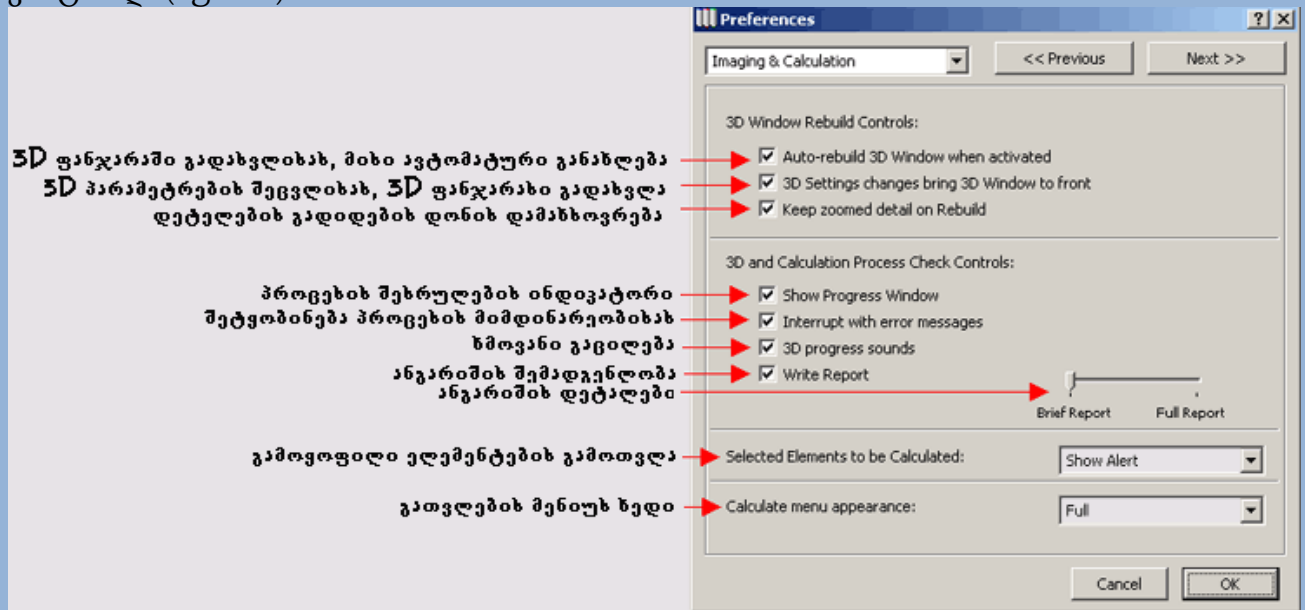 Preferences
Imaging & Calculation
<< Previous
Next >>
3D Window Rebuild Controls:
3D ფანჯარაში გადასვლისას, მისი ავტომატური განახლება
Auto-rebuild 3D Window when activated
3D პარამეტრების შეცვლისას, 3D ფანჯარასი გადასვლა
3D Settings changes bring 3D Window to front
დეტელების გადიდების დონის დამახსოვრება
Keep zoomed detail on Rebuild
3D and Calculation Process Check Controls:
პროცესის შესრულების ინდიკატორი
Show Progress Window
შეტყობინება პროცესის მიმდინარეობისას
Interrupt with error messages
ხმოვანი გაცილება
3D progress sounds
ანგარიშის შემადგენლობა
Write Report
ანგარიშის დეტალები
Brief Report
Full Report
გამოყოფილი ელემენტების გამოთვლა
Selected Elements to be Calculated:
Show Alert
გათვლების მენიუს ხედი
Calculate menu appearance:
Full
Cancel
OK